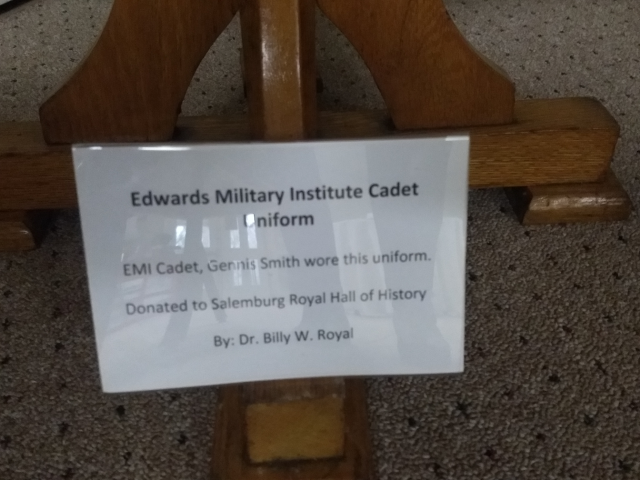 Edwards Military Institute Cadet
Uniform
EMI Cadet, Gennis Smith wore this uniform.
Donated to Salemburg Royal Hall of History
By: Dr. Billy W. Royal